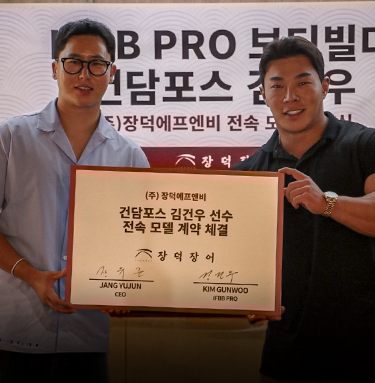 IFBB PRO 보디빌더
건담포스 김건우
(주)장덕에프엔비 전속 모
장덕장
(주) 장덕에프엔비
건담포스 김건우 선수
전속 모델 계약 체결
장덕장어
JANG YUJUN
CEO
KIM GUNWOO
IFBB PRO